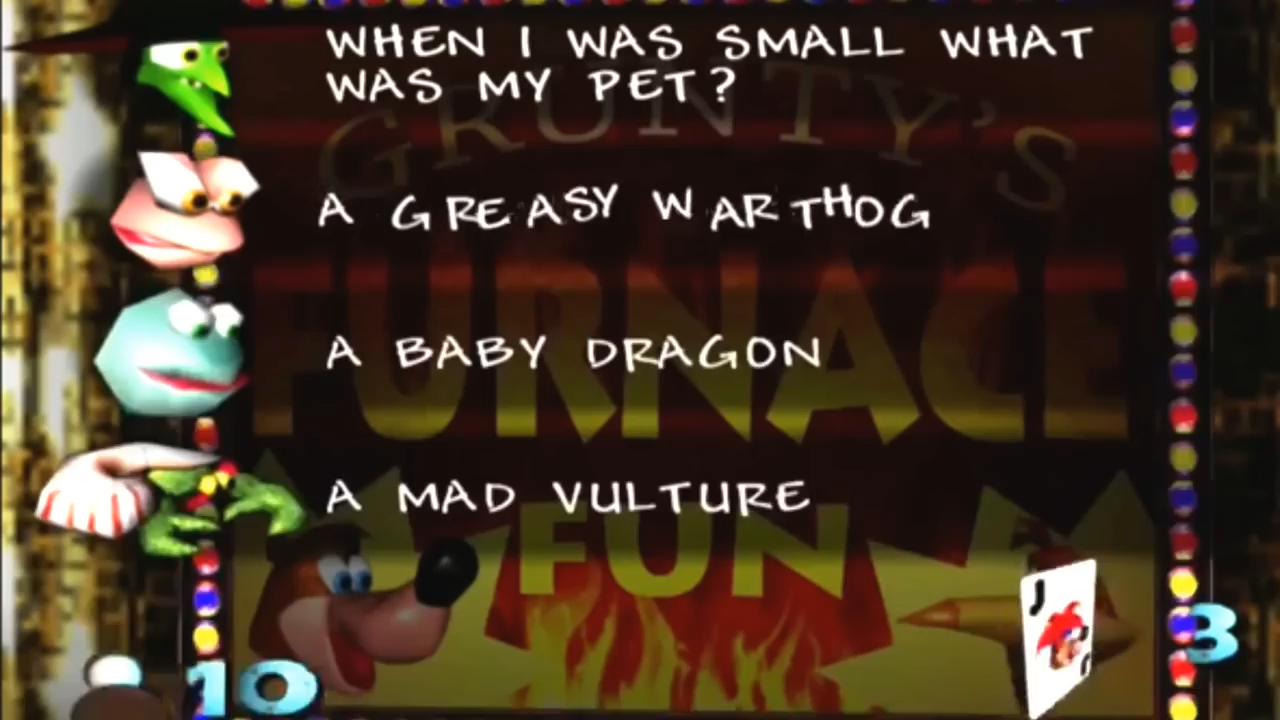 WHEN I WAS SMALL WHAT
WAS MY PET?
GRUNTY'S
A GREASY WARTHOG
FURNACE
A BABY DRAGON
A MAD VULTURE
FUN
J
3
10